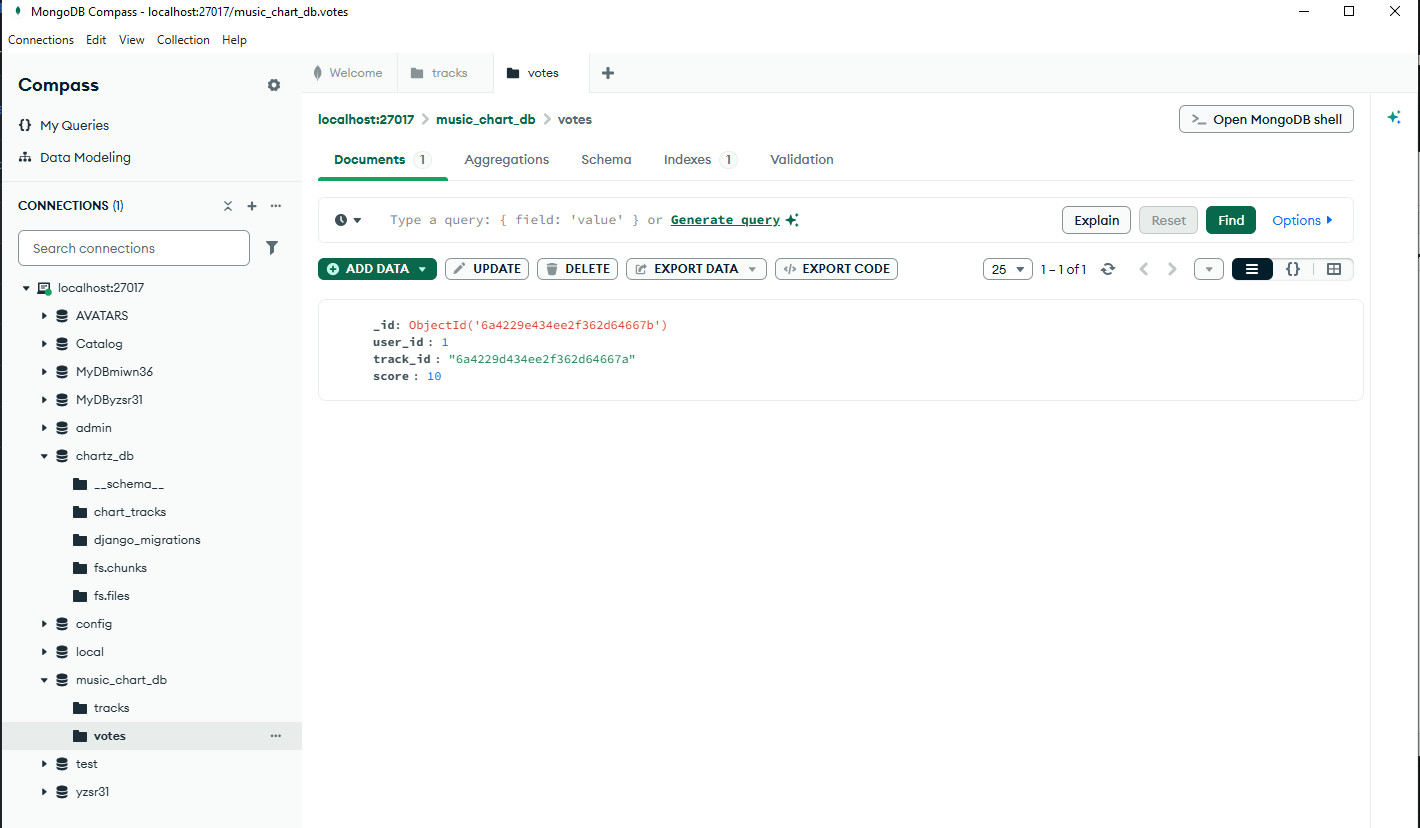 MongoDB Compass - localhost:27017/music_chart_db.votes
Connections Edit View Collection Help
Compass
My Queries
Data Modeling
CONNECTIONS (1)
Search connections
localhost:27017
AVATARS
Catalog
MyDBmiwn36
MyDByzsr31
admin
chartz_db
__schema__
chart_tracks
django_migrations
fs.chunks
fs.files
config
local
music_chart_db
tracks
votes
test
yzsr31
Welcome tracks votes
localhost:27017 music_chart_db votes
>_ Open MongoDB shell
Documents 1 Aggregations Schema Indexes 1 Validation
Type a query: { field: 'value' } or Generate query
Explain Reset Find Options
ADD DATA UPDATE DELETE EXPORT DATA </> EXPORT CODE
25 1 – 1 of 1 {}
_id: ObjectId('6a4229e434ee2f362d64667b')
user_id : 1
track_id : "6a4229d434ee2f362d64667a"
score : 10